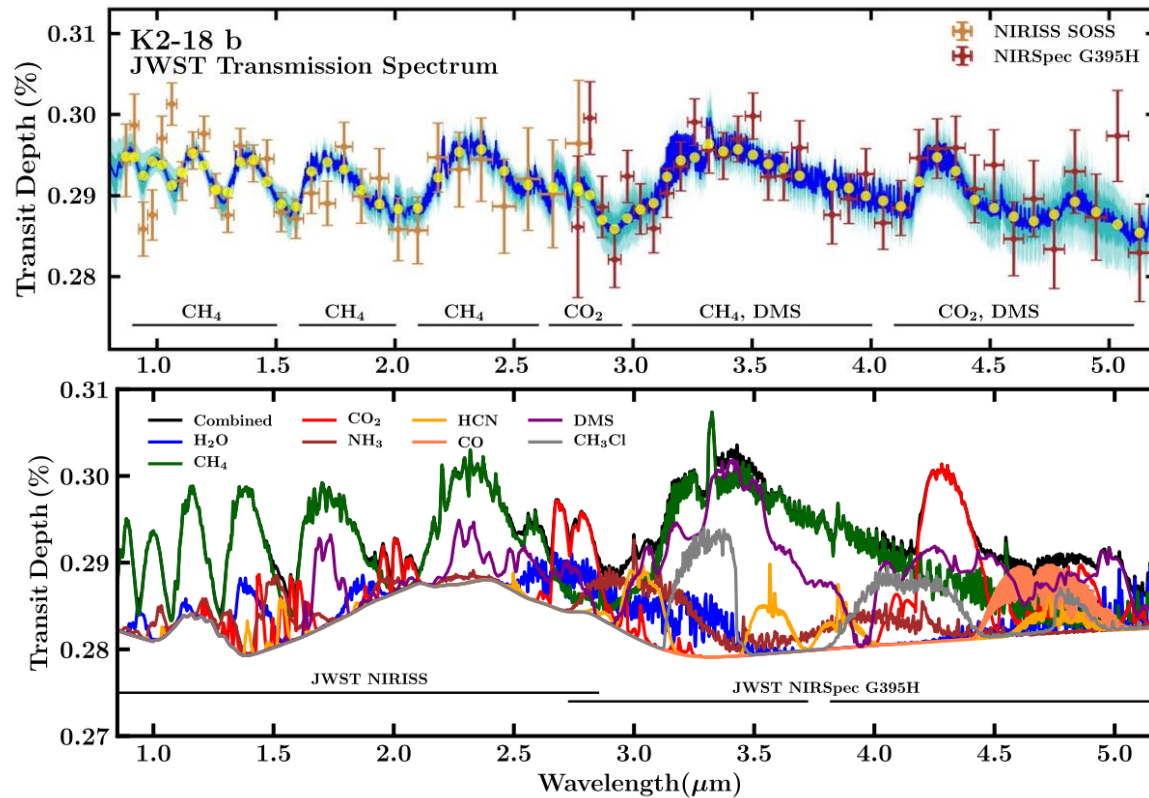 K2-18 b
JWST Transmission Spectrum
NIRISS SOSS
NIRSpec G395H
Transit Depth (%)
0.31
0.30
0.29
0.28
CH₄
CH₄
CH₄
CO₂
CH₄, DMS
CO₂, DMS
1.0 1.5 2.0 2.5 3.0 3.5 4.0 4.5 5.0
Transit Depth (%)
0.31
0.30
0.29
0.28
0.27
Combined CO₂ HCN DMS
H₂O NH₃ CO CH₃Cl
CH₄
JWST NIRISS
JWST NIRSpec G395H
1.0 1.5 2.0 2.5 3.0 3.5 4.0 4.5 5.0
Wavelength(μm)